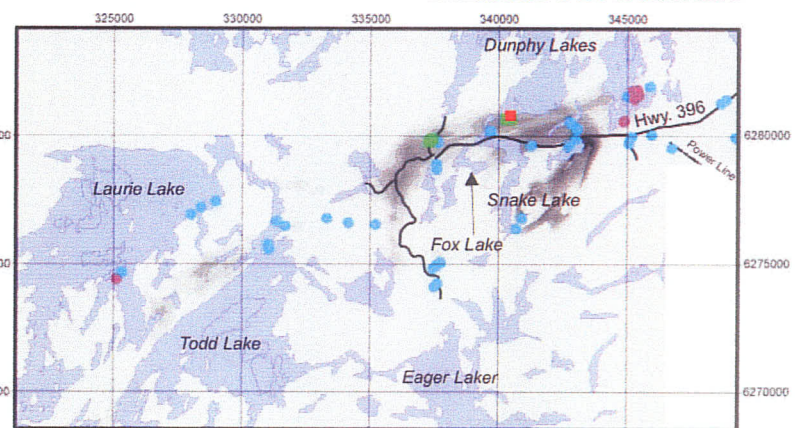 325000 330000 335000 340000 345000
Dunphy Lakes
Hwy. 396
6280000
Power Line
Laurie Lake
Snake Lake
Fox Lake
6275000
Todd Lake
Eager Laker
6270000